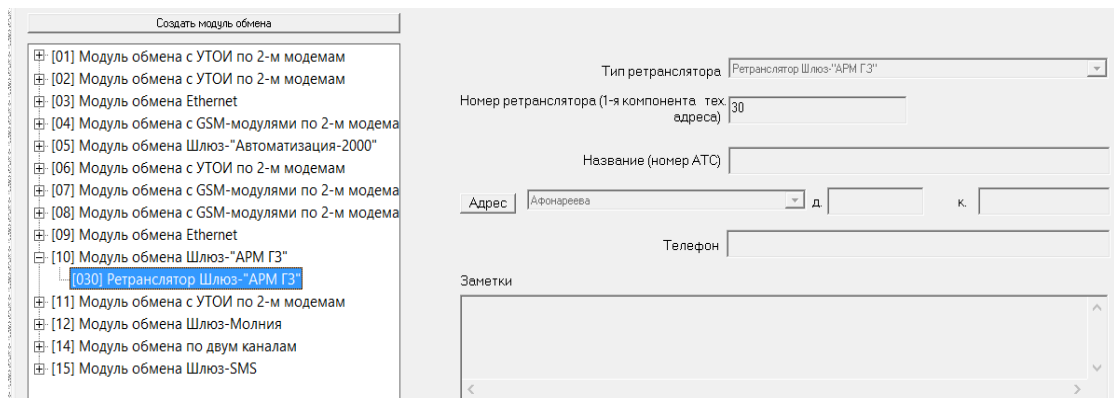 Создать модуль обмена
[01] Модуль обмена с УТОИ по 2-м модемам
[02] Модуль обмена с УТОИ по 2-м модемам
[03] Модуль обмена Ethernet
[04] Модуль обмена с GSM-модулями по 2-м модема
[05] Модуль обмена Шлюз-"Автоматизация-2000"
[06] Модуль обмена с УТОИ по 2-м модемам
[07] Модуль обмена с GSM-модулями по 2-м модема
[08] Модуль обмена с GSM-модулями по 2-м модема
[09] Модуль обмена Ethernet
[10] Модуль обмена Шлюз-"АРМ ГЗ"
[030] Ретранслятор Шлюз-"АРМ ГЗ"
[11] Модуль обмена с УТОИ по 2-м модемам
[12] Модуль обмена Шлюз-Молния
[14] Модуль обмена по двум каналам
[15] Модуль обмена Шлюз-SMS
Тип ретранслятора Ретранслятор Шлюз-"АРМ ГЗ"
Номер ретранслятора (1-я компонента тех. адреса) 30
Название (номер АТС)
Адрес Афонареева д. к.
Телефон
Заметки